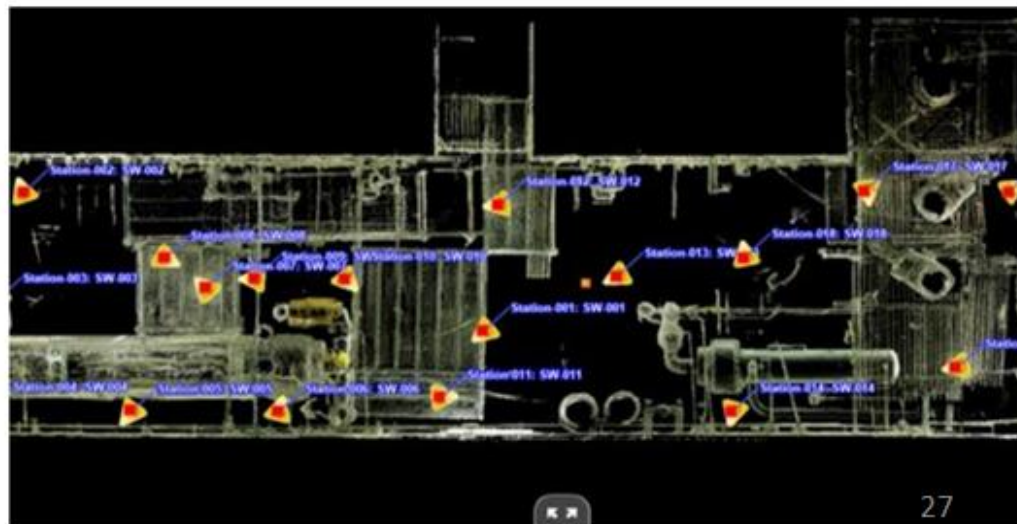 Station-002: SW-002
Station-017: SW-017
Station-012: SW-012
Station-008: SW-008
Station-018: SW-018
Station-009: SW
Station-010: SW-010
Station-013: SW
Station-007: SW-00
Station-003: SW-003
Station-001: SW-001
Station-011: SW-011
Station-004: SW-004
Station-005: SW-005
Station-006: SW-006
Station-014: SW-014
27